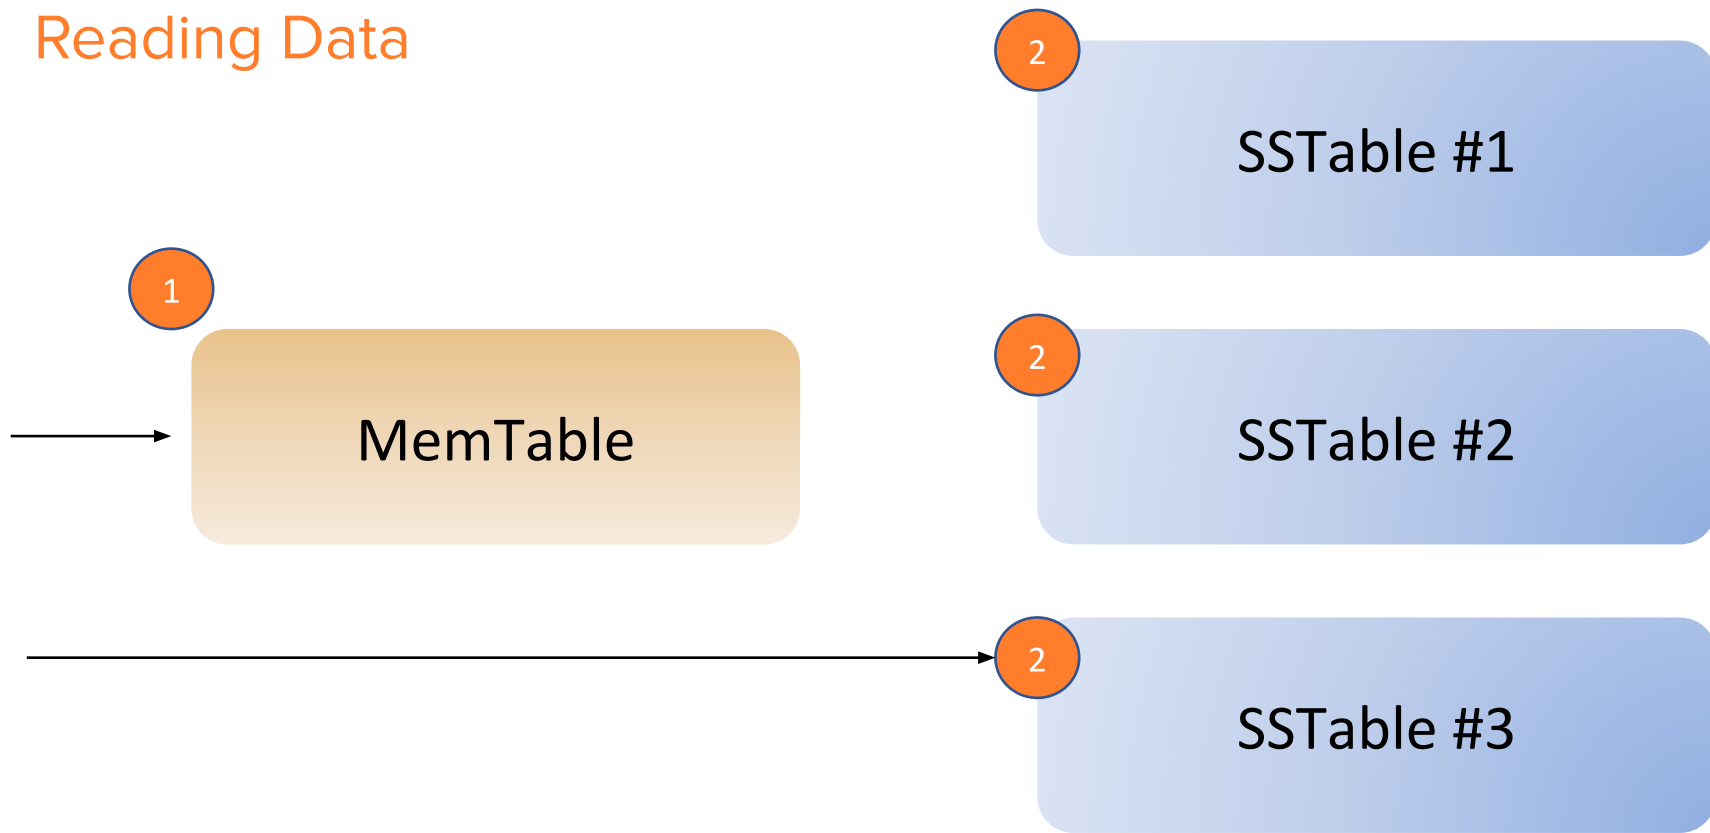 Reading Data
2
SSTable #1
1
2
MemTable
SSTable #2
2
SSTable #3